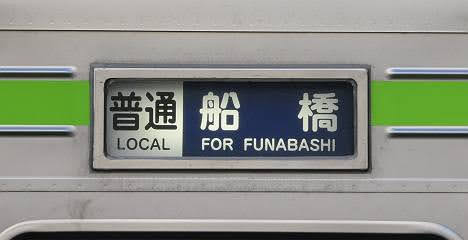 普通 船橋
LOCAL FOR FUNABASHI